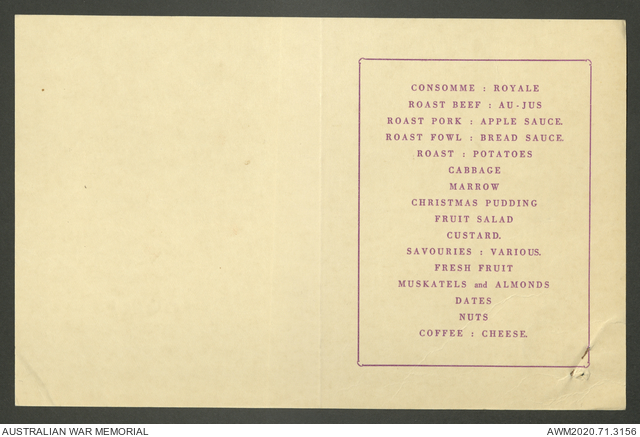 CONSOMME : ROYALE
ROAST BEEF : AU-JUS
ROAST PORK : APPLE SAUCE.
ROAST FOWL : BREAD SAUCE.
ROAST : POTATOES
CABBAGE
MARROW
CHRISTMAS PUDDING
FRUIT SALAD
CUSTARD.
SAVOURIES : VARIOUS.
FRESH FRUIT
MUSKATELS and ALMONDS
DATES
NUTS
COFFEE : CHEESE.
AUSTRALIAN WAR MEMORIAL
AWM2020.71.3156